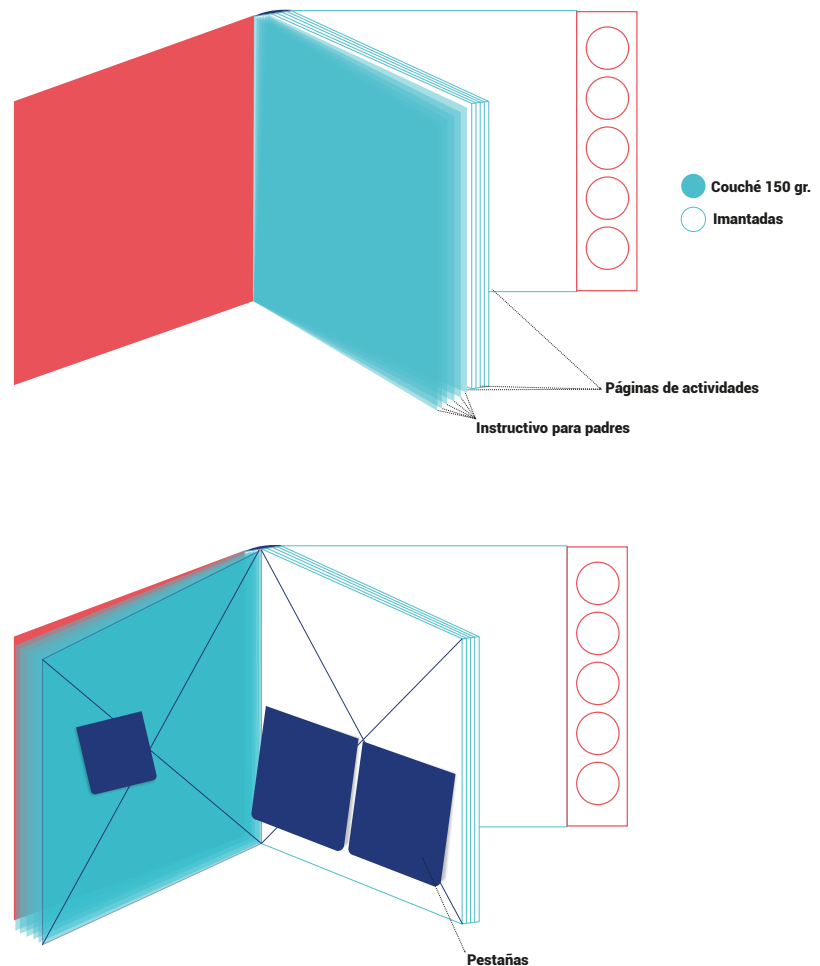 Couché 150 gr.
Imantadas
Páginas de actividades
Instructivo para padres
Pestañas